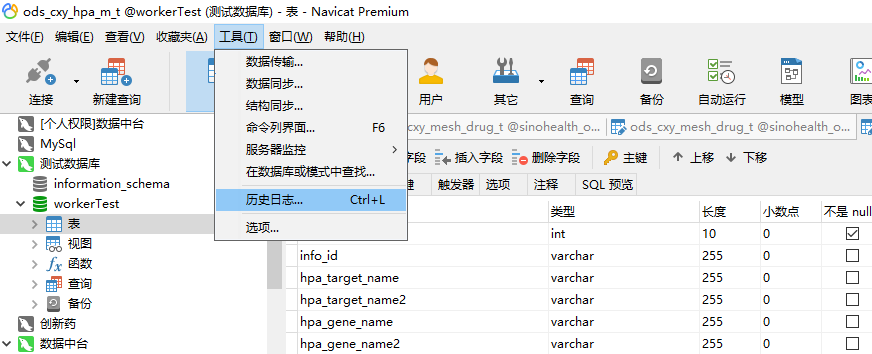 ods_cxy_hpa_m_t @workerTest (测试数据库) - 表 - Navicat Premium
文件(F) 编辑(E) 查看(V) 收藏夹(A) 工具(T) 窗口(W) 帮助(H)
连接 新建查询 用户 其它 查询 备份 自动运行 模型 图表
数据传输...
数据同步...
结构同步...
命令列界面... F6
服务器监控
在数据库或模式中查找...
历史日志... Ctrl+L
选项...
[个人权限]数据中台
MySql
测试数据库
information_schema
workerTest
表
视图
函数
查询
备份
创新药
数据中台
cxy_mesh_drug_t @sinohealth_o... ods_cxy_mesh_drug_t @sinohealth_o...
字段 插入字段 删除字段 主键 上移 下移
键 触发器 选项 注释 SQL 预览
类型 长度 小数点 不是 null
int 10 0
info_id varchar 255 0
hpa_target_name varchar 255 0
hpa_target_name2 varchar 255 0
hpa_gene_name varchar 255 0
hpa_gene_name2 varchar 255 0